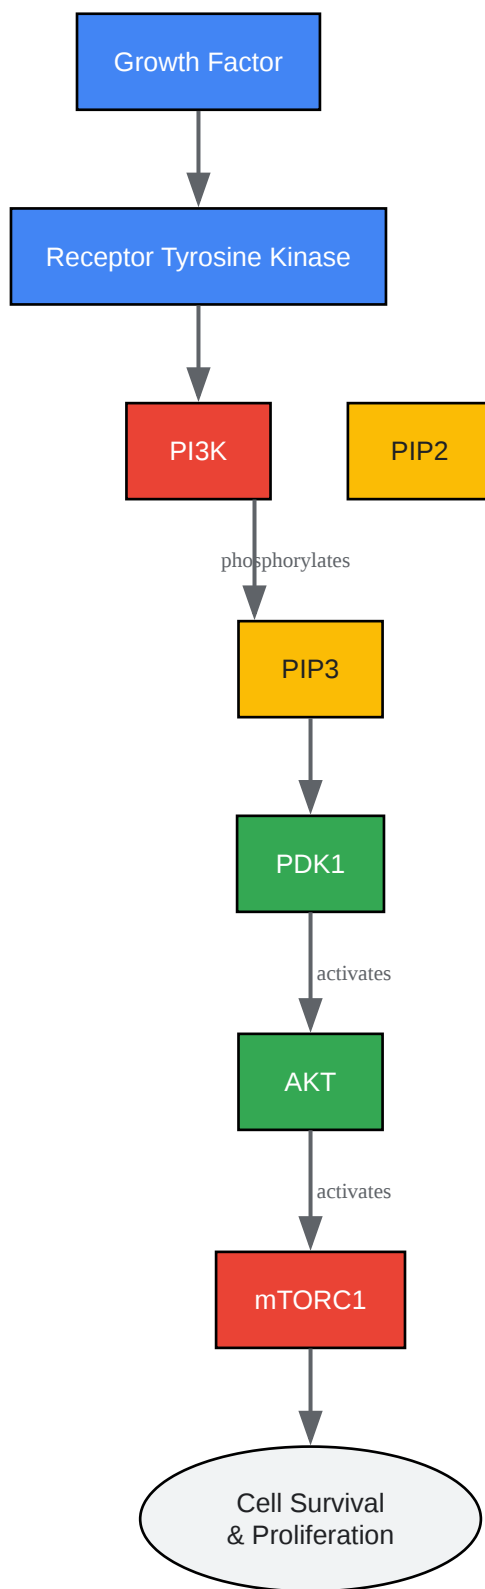 Growth Factor
Receptor Tyrosine Kinase
PI3K
PIP2
phosphorylates
PIP3
PDK1
activates
AKT
activates
mTORC1
Cell Survival
& Proliferation